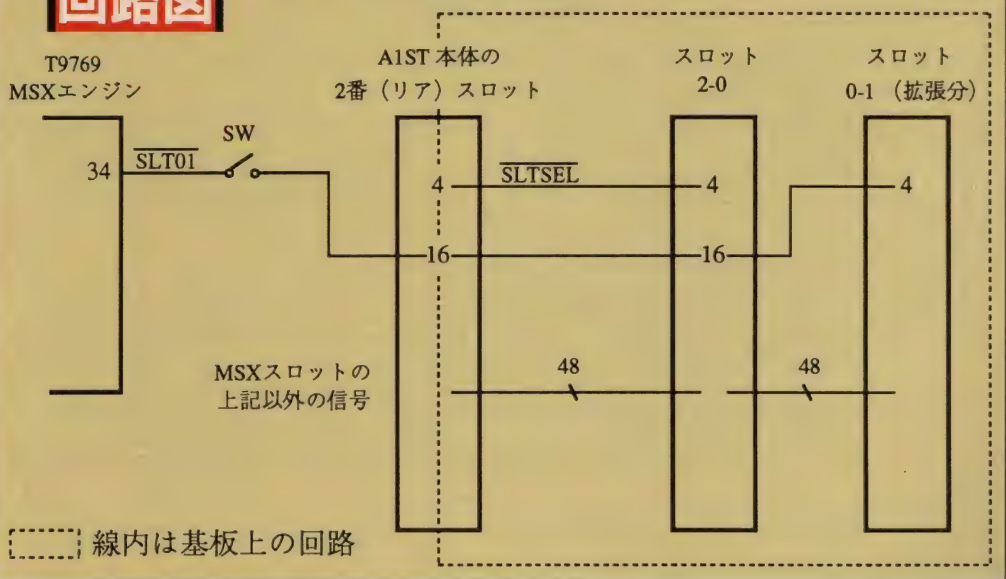 回路図
T9769
MSXエンジン
34
SLT01
SW
A1ST 本体の
2番（リア）スロット
スロット
2-0
スロット
0-1（拡張分）
4
SLTSEL
4
4
16
16
MSXスロットの
上記以外の信号
48
48
線内は基板上の回路